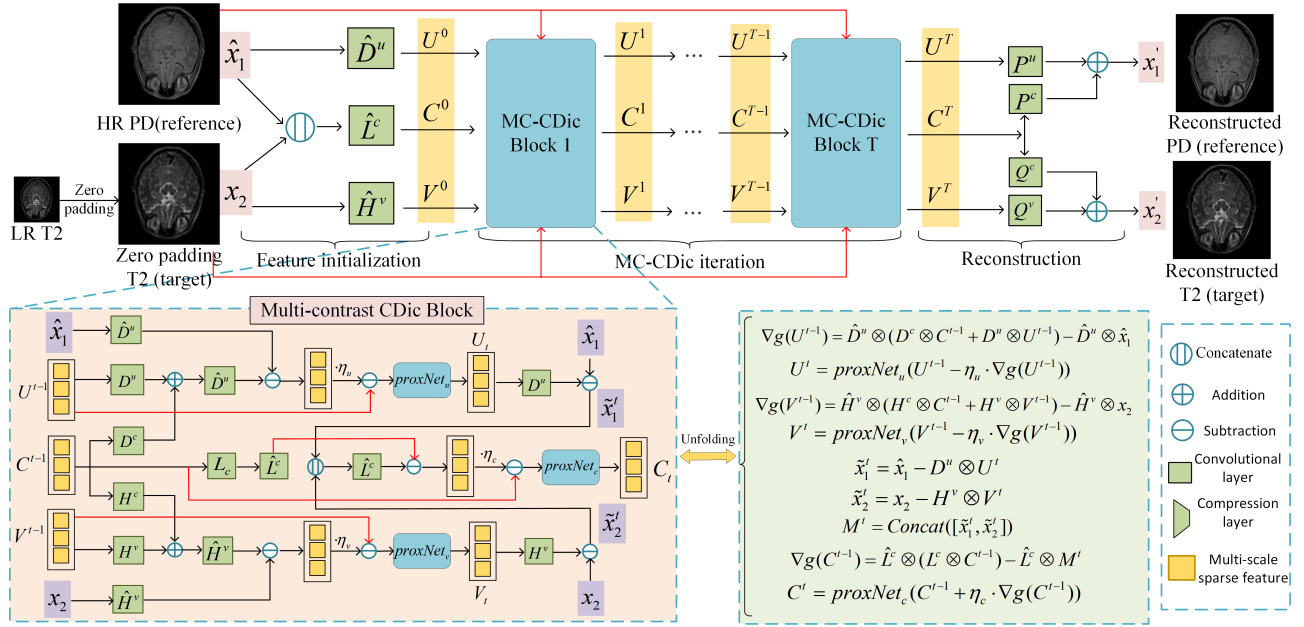 HR PD(reference)
Zero
padding
LR T2
Zero padding
T2 (target)
x̂₁
x₂
D̂ᵘ
L̂ᶜ
Ĥᵛ
U⁰
C⁰
V⁰
MC-CDic
Block 1
U¹
C¹
V¹
...
...
...
Uᵀ⁻¹
Cᵀ⁻¹
Vᵀ⁻¹
MC-CDic
Block T
Uᵀ
Cᵀ
Vᵀ
Pᵘ
Pᶜ
Qᶜ
Qᵛ
x₁'
x₂'
Reconstructed
PD (reference)
Reconstructed
T2 (target)
Feature initialization
MC-CDic iteration
Reconstruction
Multi-contrast CDic Block
x̂₁
D̂ᵘ
Uᵗ⁻¹
Dᵘ
D̂ᵘ
·ηᵤ
proxNetᵤ
Uₜ
Dᵘ
x̂₁
x̃₁ᵗ
Dᶜ
Cᵗ⁻¹
L_c
L̂ᶜ
L̂ᶜ
·η_c
proxNet_c
Cₜ
Hᶜ
Vᵗ⁻¹
Hᵛ
Ĥᵛ
·ηᵥ
proxNetᵥ
Vₜ
Hᵛ
x̃₂ᵗ
x₂
x₂
Ĥᵛ
Unfolding
∇g(Uᵗ⁻¹) = D̂ᵘ ⊗ (Dᶜ ⊗ Cᵗ⁻¹ + Dᵘ ⊗ Uᵗ⁻¹) − D̂ᵘ ⊗ x̂₁
Uᵗ = proxNetᵤ(Uᵗ⁻¹ − ηᵤ · ∇g(Uᵗ⁻¹))
∇g(Vᵗ⁻¹) = Ĥᵛ ⊗ (Hᶜ ⊗ Cᵗ⁻¹ + Hᵛ ⊗ Vᵗ⁻¹) − Ĥᵛ ⊗ x₂
Vᵗ = proxNetᵥ(Vᵗ⁻¹ − ηᵥ · ∇g(Vᵗ⁻¹))
x̃₁ᵗ = x̂₁ − Dᵘ ⊗ Uᵗ
x̃₂ᵗ = x₂ − Hᵛ ⊗ Vᵗ
Mᵗ = Concat([x̃₁ᵗ, x̃₂ᵗ])
∇g(Cᵗ⁻¹) = L̂ᶜ ⊗ (Lᶜ ⊗ Cᵗ⁻¹) − L̂ᶜ ⊗ Mᵗ
Cᵗ = proxNet_c(Cᵗ⁻¹ + η_c · ∇g(Cᵗ⁻¹))
Concatenate
Addition
Subtraction
Convolutional
layer
Compression
layer
Multi-scale
sparse feature